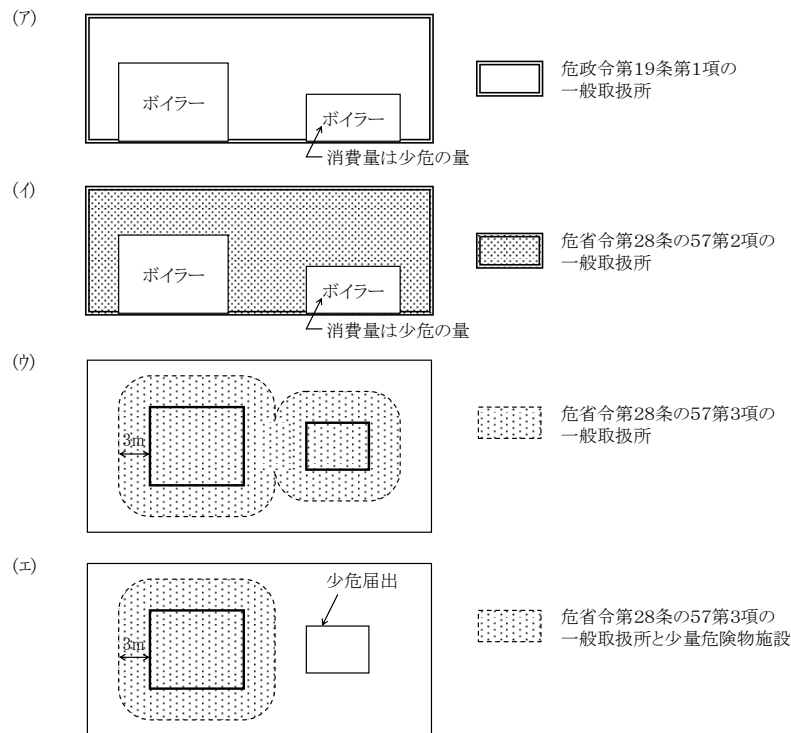 (ア)
ボイラー
ボイラー
消費量は少危の量
危政令第19条第1項の
一般取扱所
(イ)
ボイラー
ボイラー
消費量は少危の量
危省令第28条の57第2項の
一般取扱所
(ウ)
3m
危省令第28条の57第3項の
一般取扱所
(エ)
少危届出
3m
危省令第28条の57第3項の
一般取扱所と少量危険物施設